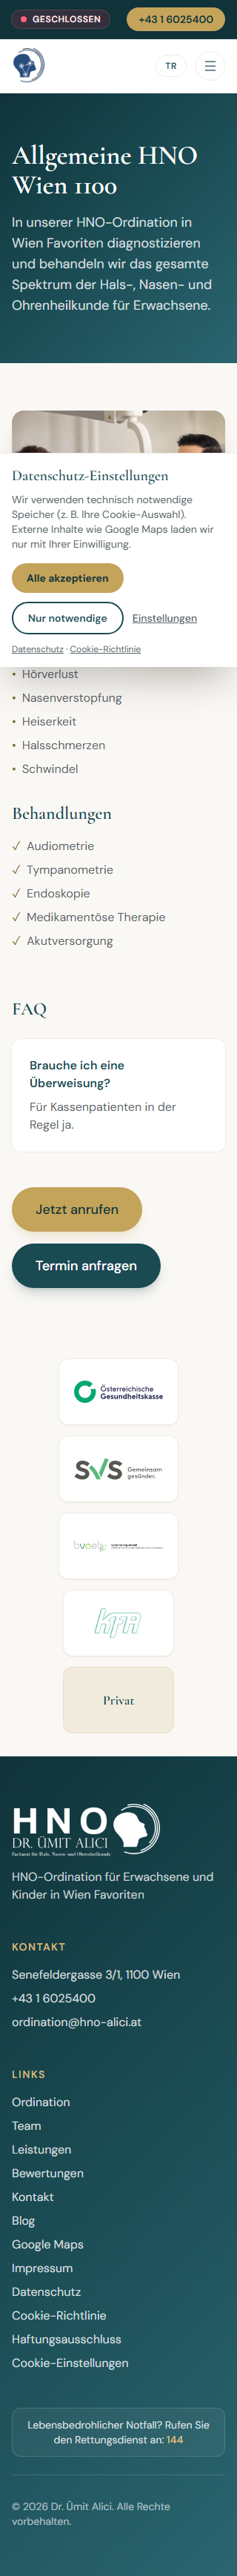 GESCHLOSSEN
+43 1 6025400
TR
Allgemeine HNO
Wien 1100
In unserer HNO-Ordination in
Wien Favoriten diagnostizieren
und behandeln wir das gesamte
Spektrum der Hals-, Nasen- und
Ohrenheilkunde für Erwachsene.
Datenschutz-Einstellungen
Wir verwenden technisch notwendige
Speicher (z. B. Ihre Cookie-Auswahl).
Externe Inhalte wie Google Maps laden wir
nur mit Ihrer Einwilligung.
Alle akzeptieren
Nur notwendige
Einstellungen
Datenschutz · Cookie-Richtlinie
• Hörverlust
• Nasenverstopfung
• Heiserkeit
• Halsschmerzen
• Schwindel
Behandlungen
✓ Audiometrie
✓ Tympanometrie
✓ Endoskopie
✓ Medikamentöse Therapie
✓ Akutversorgung
FAQ
Brauche ich eine
Überweisung?
Für Kassenpatienten in der
Regel ja.
Jetzt anrufen
Termin anfragen
Österreichische
Gesundheitskasse
SVS Gemeinsam
gesünder.
bvaeb
KFA
Privat
HNO
DR. ÜMIT ALICI
Facharzt für Hals-, Nasen- und Ohrenheilkunde
HNO-Ordination für Erwachsene und
Kinder in Wien Favoriten
KONTAKT
Senefeldergasse 3/1, 1100 Wien
+43 1 6025400
ordination@hno-alici.at
LINKS
Ordination
Team
Leistungen
Bewertungen
Kontakt
Blog
Google Maps
Impressum
Datenschutz
Cookie-Richtlinie
Haftungsausschluss
Cookie-Einstellungen
Lebensbedrohlicher Notfall? Rufen Sie
den Rettungsdienst an: 144
© 2026 Dr. Ümit Alici. Alle Rechte
vorbehalten.